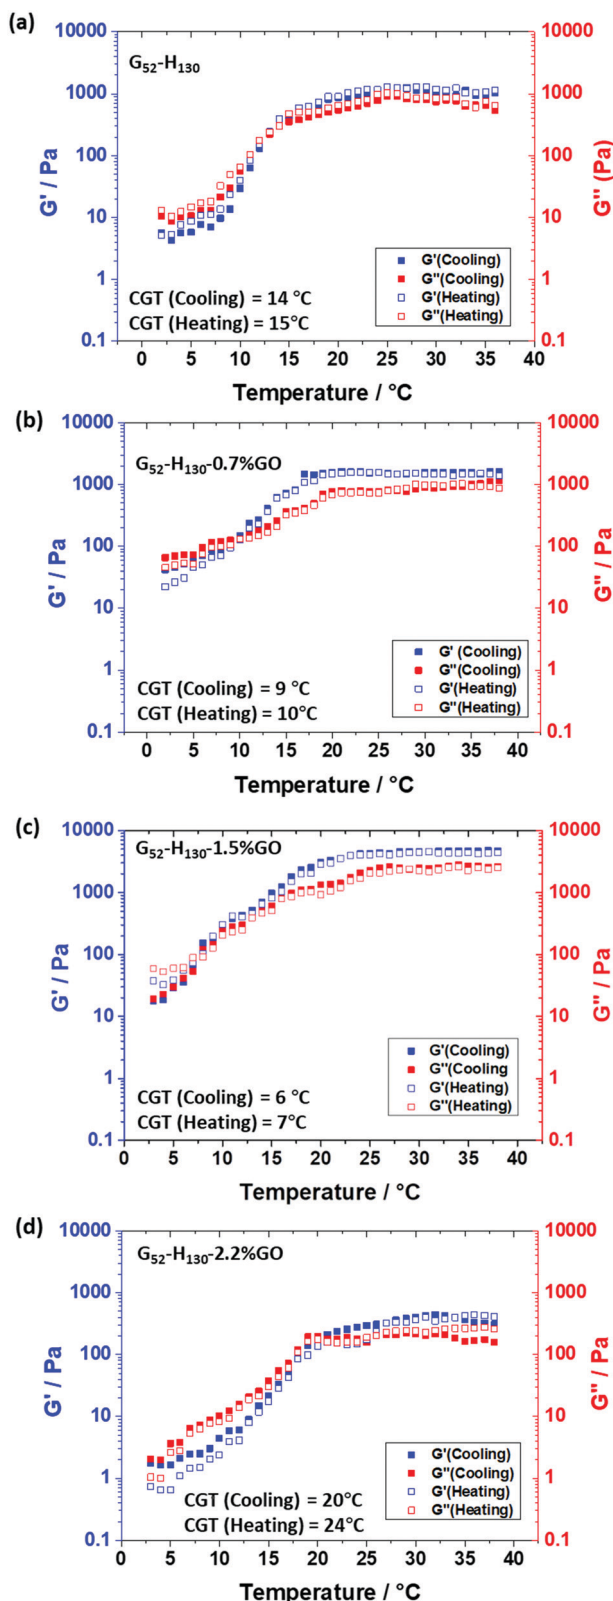 (a)
G52-H130
10000
1000
100
10
1
0.1
G' / Pa
10000
1000
100
10
1
0.1
G'' (Pa)
G'(Cooling)
G''(Cooling)
G'(Heating)
G''(Heating)
CGT (Cooling) = 14 °C
CGT (Heating) = 15°C
0 5 10 15 20 25 30 35 40
Temperature / °C
(b)
G52-H130-0.7%GO
10000
1000
100
10
1
0.1
G' / Pa
10000
1000
100
10
1
0.1
G'' / Pa
G' (Cooling)
G''(Cooling)
G'(Heating)
G''(Heating)
CGT (Cooling) = 9 °C
CGT (Heating) = 10°C
0 5 10 15 20 25 30 35 40
Temperature / °C
(c)
G52-H130-1.5%GO
10000
1000
100
10
1
0.1
G' / Pa
10000
1000
100
10
1
0.1
G'' / Pa
G'(Cooling)
G''(Cooling
G'(Heating)
G''(Heating)
CGT (Cooling) = 6 °C
CGT (Heating) = 7°C
0 5 10 15 20 25 30 35 40
Temperature / °C
(d)
G52-H130-2.2%GO
10000
1000
100
10
1
0.1
G' / Pa
10000
1000
100
10
1
0.1
G'' / Pa
G'(Cooling)
G''(Cooling)
G'(Heating)
G''(Heating)
CGT (Cooling) = 20°C
CGT (Heating) = 24°C
0 5 10 15 20 25 30 35 40
Temperature / °C